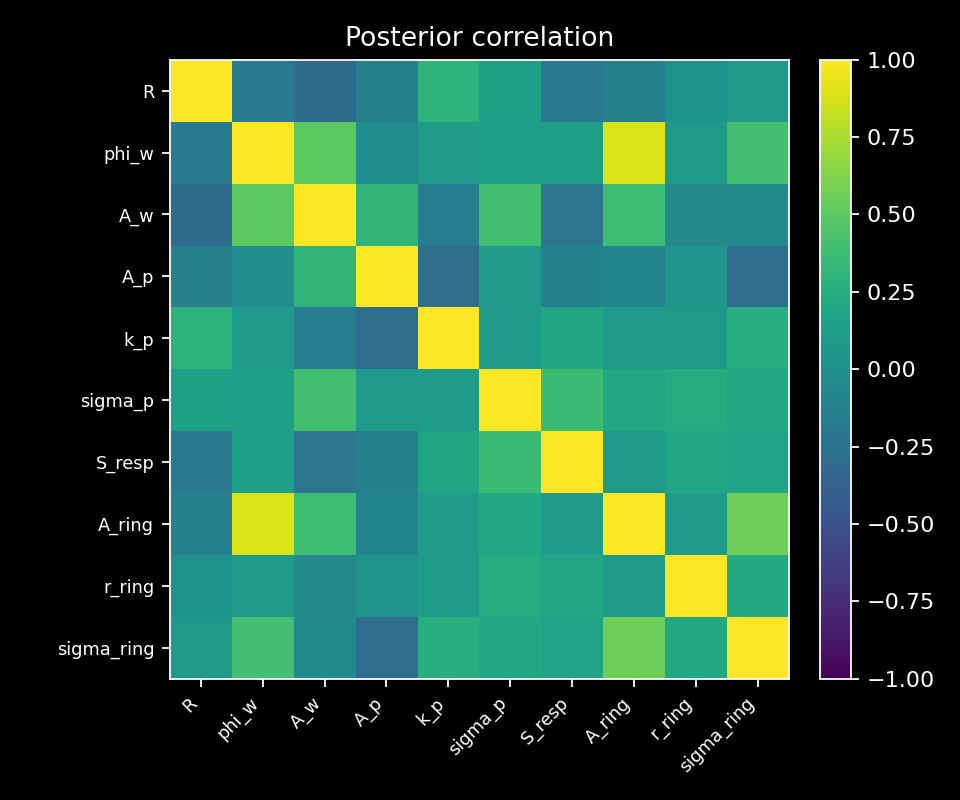 Posterior correlation
R
phi_w
A_w
A_p
k_p
sigma_p
S_resp
A_ring
r_ring
sigma_ring
R
phi_w
A_w
A_p
k_p
sigma_p
S_resp
A_ring
r_ring
sigma_ring
1.00
0.75
0.50
0.25
0.00
−0.25
−0.50
−0.75
−1.00